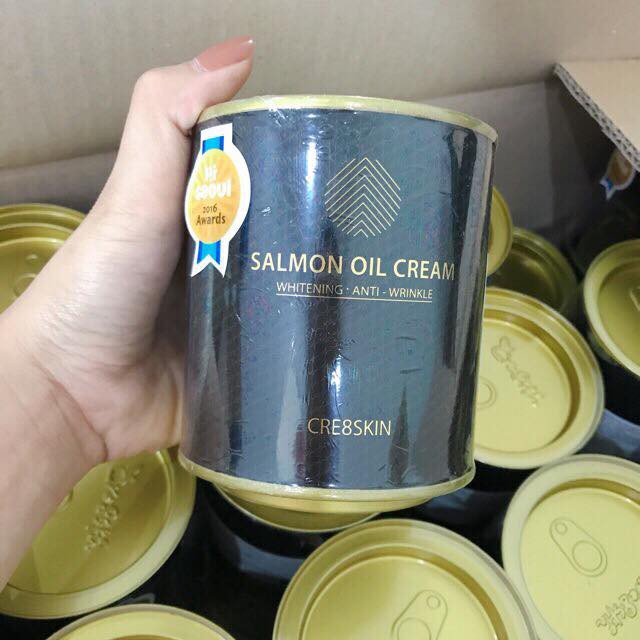 Hi
Seoul
2016
Awards
SALMON OIL CREAM
WHITENING · ANTI - WRINKLE
CRE8SKIN